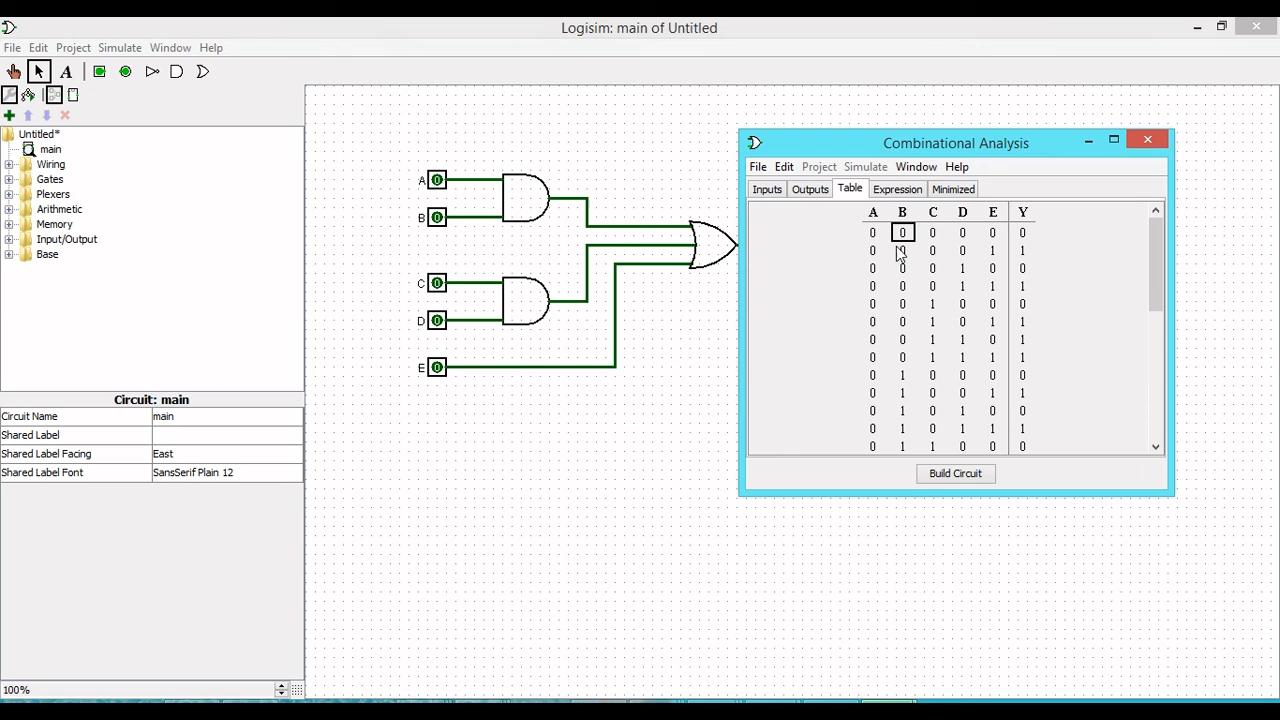 Logisim: main of Untitled
File Edit Project Simulate Window Help
A
Untitled*
main
Wiring
Gates
Plexers
Arithmetic
Memory
Input/Output
Base
Circuit: main
Circuit Name main
Shared Label
Shared Label Facing East
Shared Label Font SansSerif Plain 12
100%
A 0
B 0
C 0
D 0
E 0
Combinational Analysis
File Edit Project Simulate Window Help
Inputs Outputs Table Expression Minimized
A B C D E Y
0 0 0 0 0 0
0 0 0 0 1 1
0 0 0 1 0 0
0 0 0 1 1 1
0 0 1 0 0 0
0 0 1 0 1 1
0 0 1 1 0 1
0 0 1 1 1 1
0 1 0 0 0 0
0 1 0 0 1 1
0 1 0 1 0 0
0 1 0 1 1 1
0 1 1 0 0 0
Build Circuit